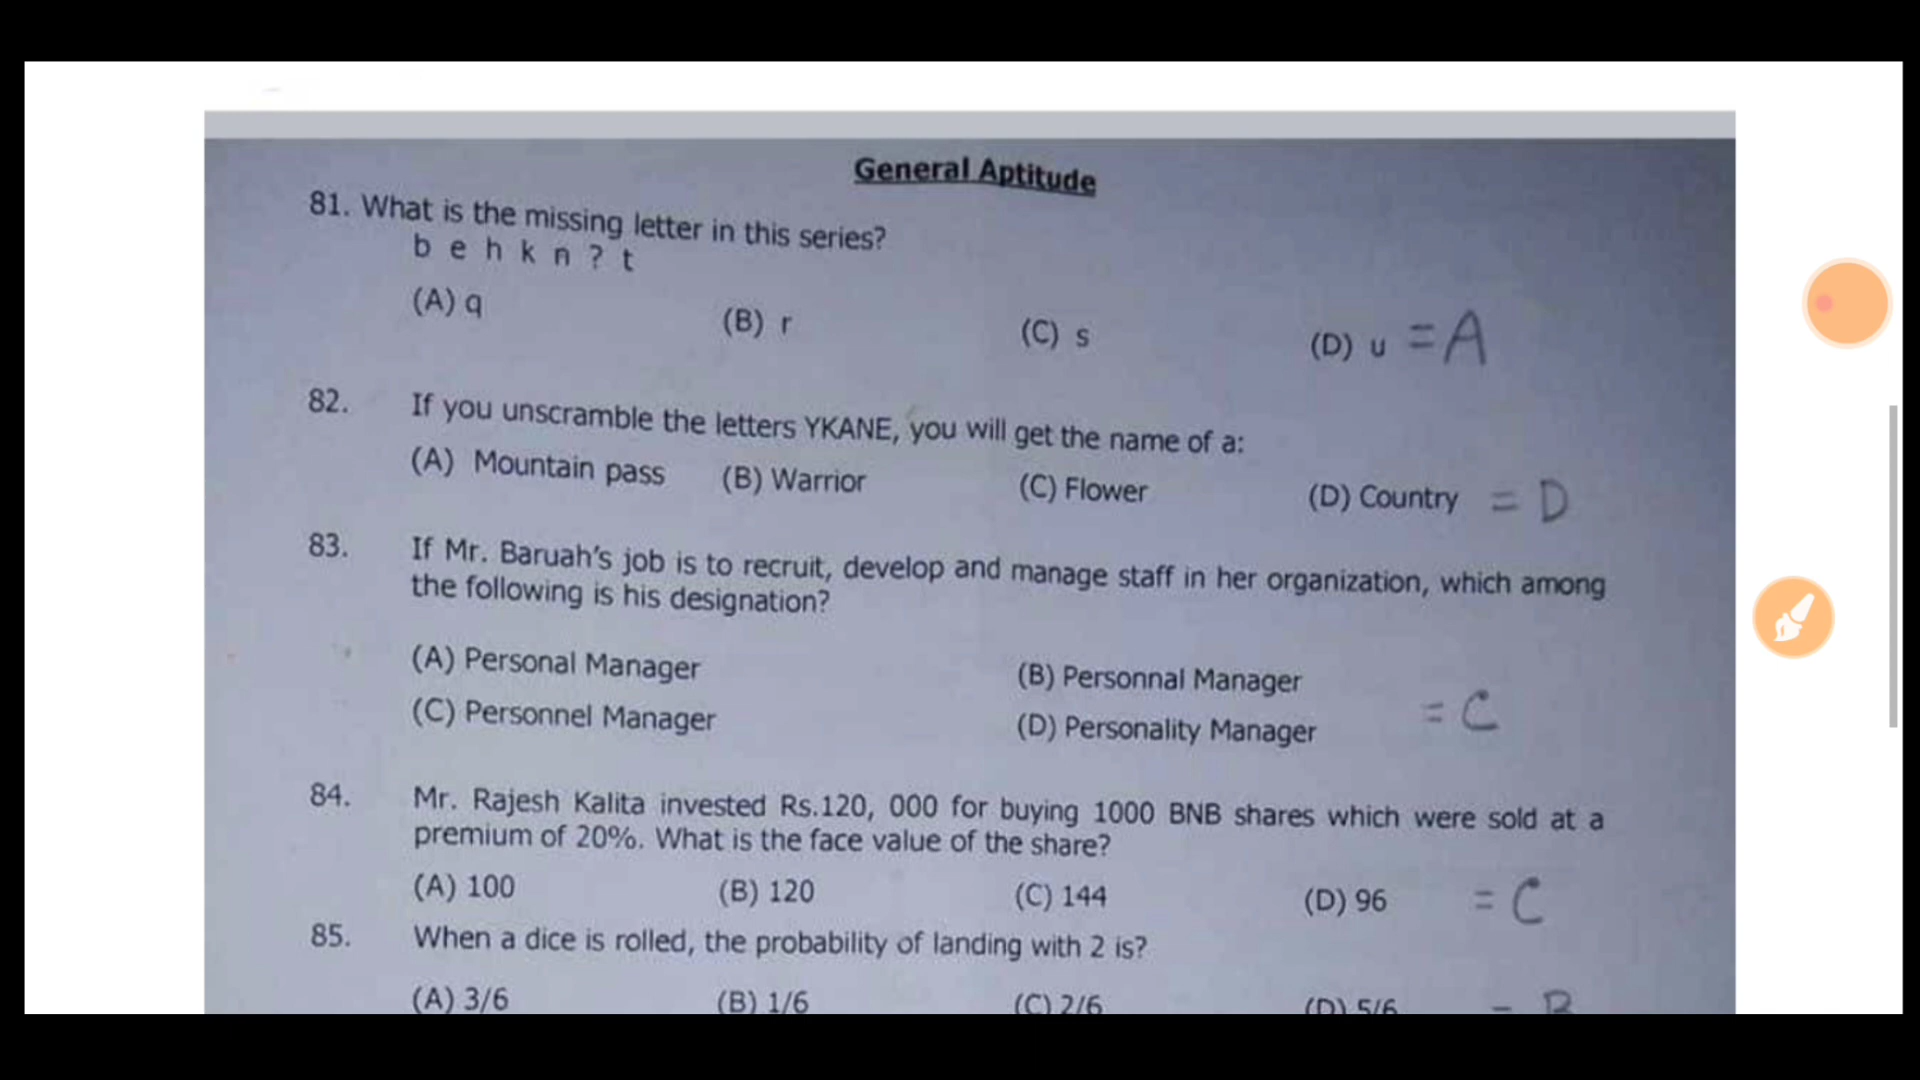 General Aptitude
81. What is the missing letter in this series?
b e h k n ? t
(A) q (B) r (C) s (D) u = A
82. If you unscramble the letters YKANE, you will get the name of a:
(A) Mountain pass (B) Warrior (C) Flower (D) Country = D
83. If Mr. Baruah's job is to recruit, develop and manage staff in her organization, which among
the following is his designation?
(A) Personal Manager (B) Personnal Manager
(C) Personnel Manager (D) Personality Manager = C
84. Mr. Rajesh Kalita invested Rs.120, 000 for buying 1000 BNB shares which were sold at a
premium of 20%. What is the face value of the share?
(A) 100 (B) 120 (C) 144 (D) 96 = C
85. When a dice is rolled, the probability of landing with 2 is?
(A) 3/6 (B) 1/6 (C) 2/6 (D) 5/6 = B